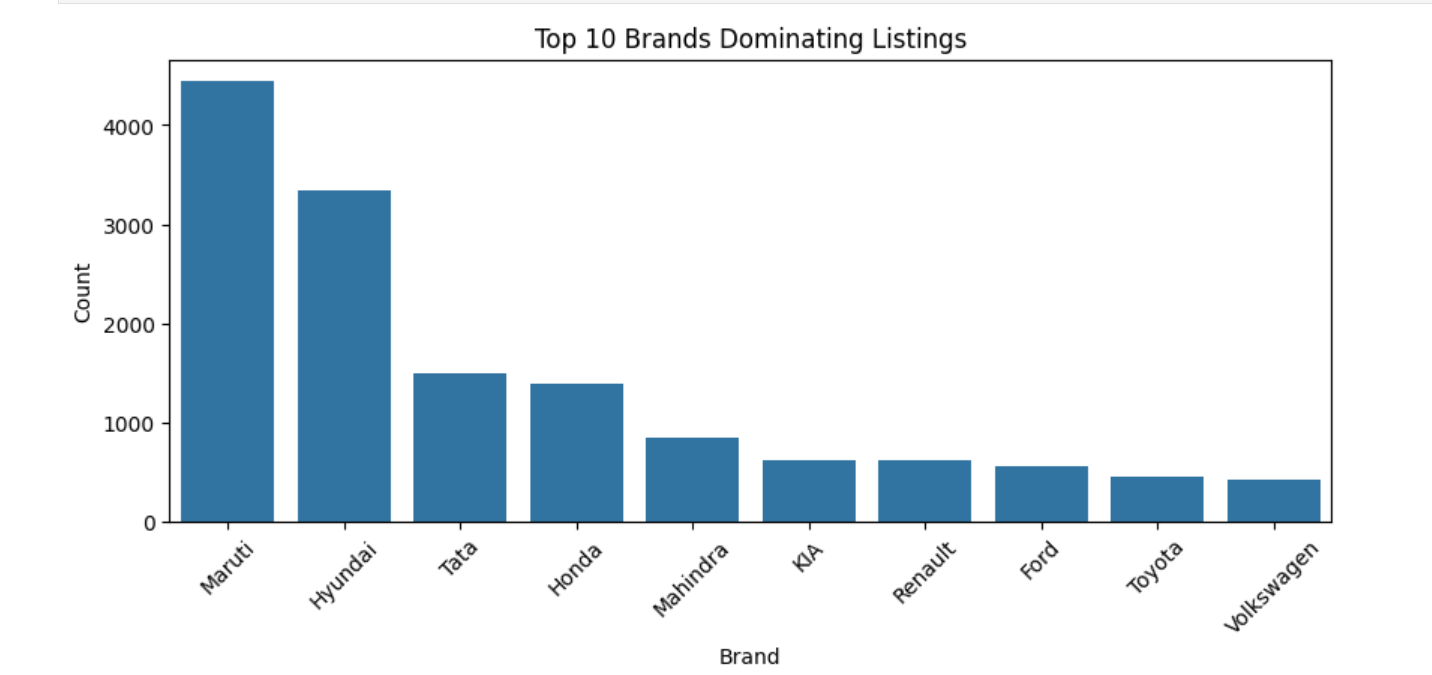 Top 10 Brands Dominating Listings
4000
3000
2000
1000
0
Count
Maruti
Hyundai
Tata
Honda
Mahindra
KIA
Renault
Ford
Toyota
Volkswagen
Brand